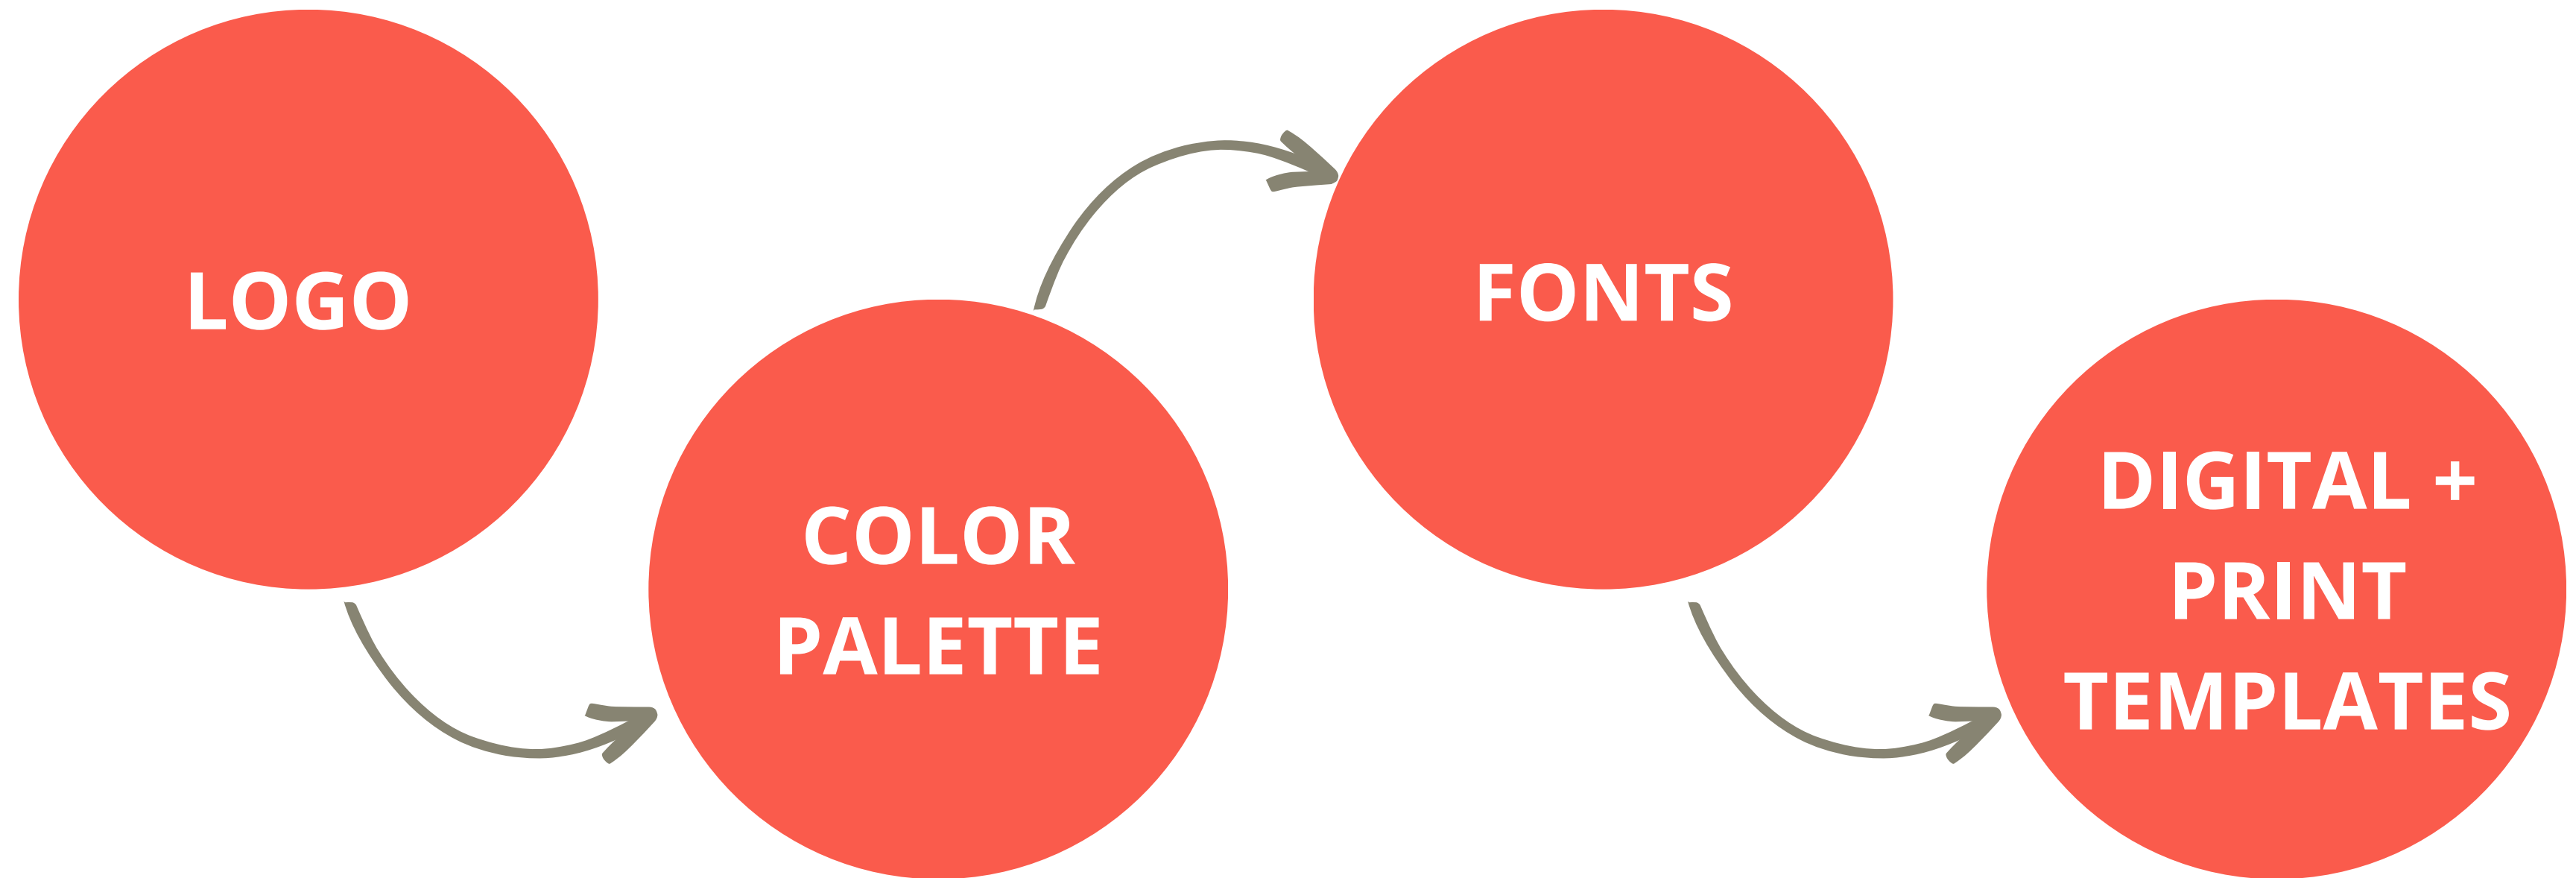 LOGO
COLOR
PALETTE
FONTS
DIGITAL +
PRINT
TEMPLATES